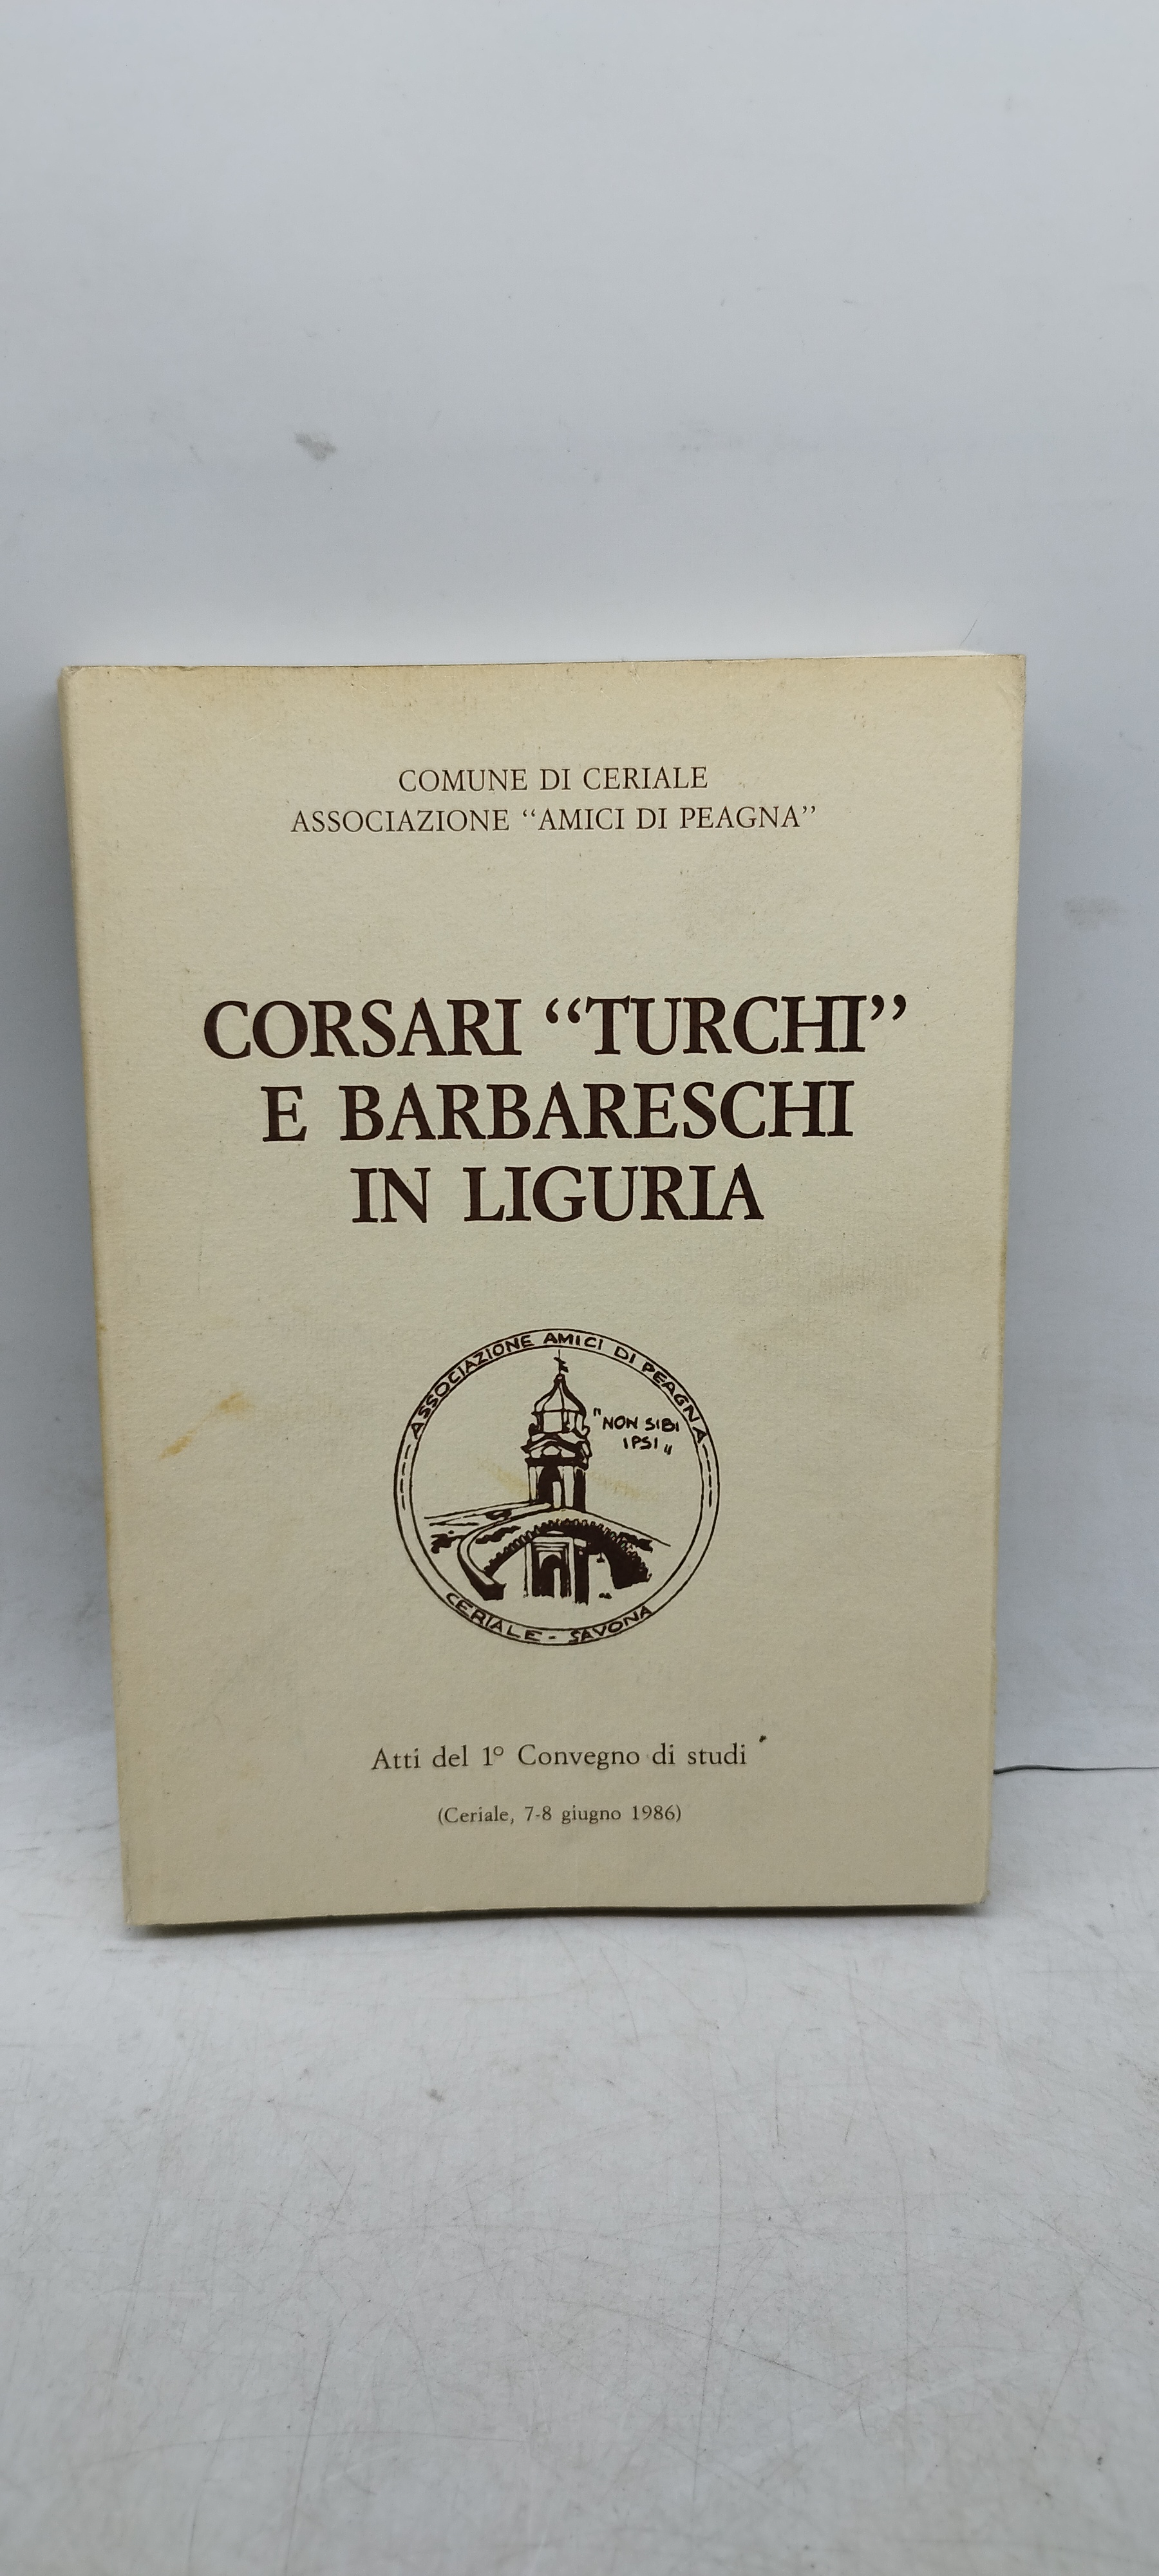 COMUNE DI CERIALE
ASSOCIAZIONE “AMICI DI PEAGNA”
CORSARI “TURCHI”
E BARBARESCHI
IN LIGURIA
ASSOCIAZIONE AMICI DI PEAGNA
"NON SIBI
IPSI„
CERIALE - SAVONA
Atti del 1° Convegno di studi
(Ceriale, 7-8 giugno 1986)